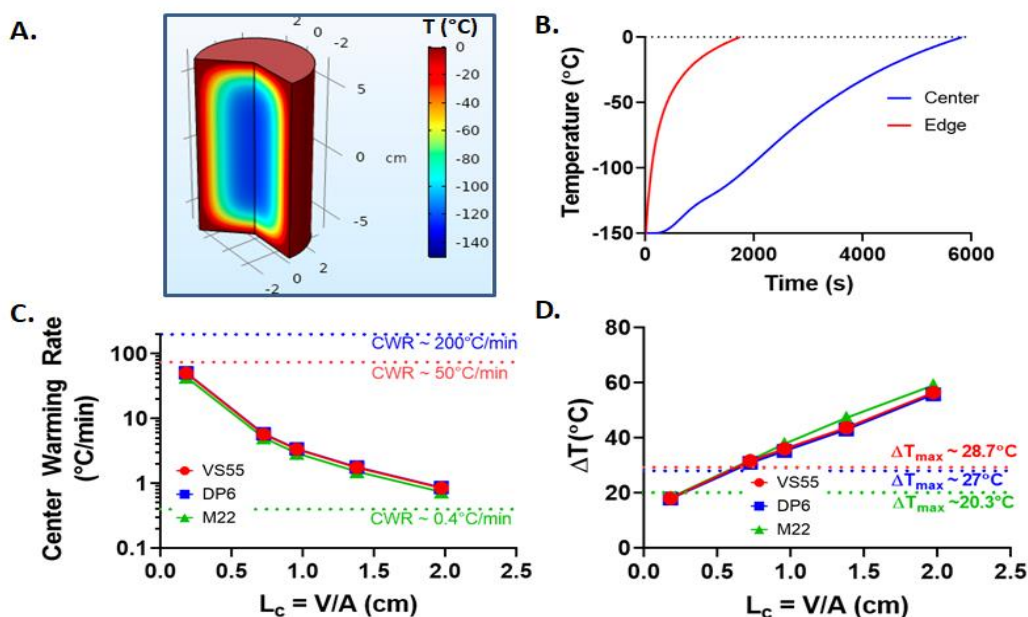 A.
2
0
-2
T (°C)
0
-20
-40
-60
-80
-100
-120
-140
5
0 cm
-5
2
0
-2
B.
Temperature (°C)
0
-50
-100
-150
Center
Edge
0 2000 4000 6000 8000
Time (s)
C.
Center Warming Rate
(°C/min)
100
10
1
0.1
CWR ~ 200°C/min
CWR ~ 50°C/min
VS55
DP6
M22
CWR ~ 0.4°C/min
0.0 0.5 1.0 1.5 2.0 2.5
Lc = V/A (cm)
D.
ΔT(°C)
80
60
40
20
0
ΔTmax ~ 28.7°C
VS55
ΔTmax ~ 27°C
DP6
ΔTmax ~20.3°C
M22
0.0 0.5 1.0 1.5 2.0 2.5
Lc = V/A (cm)